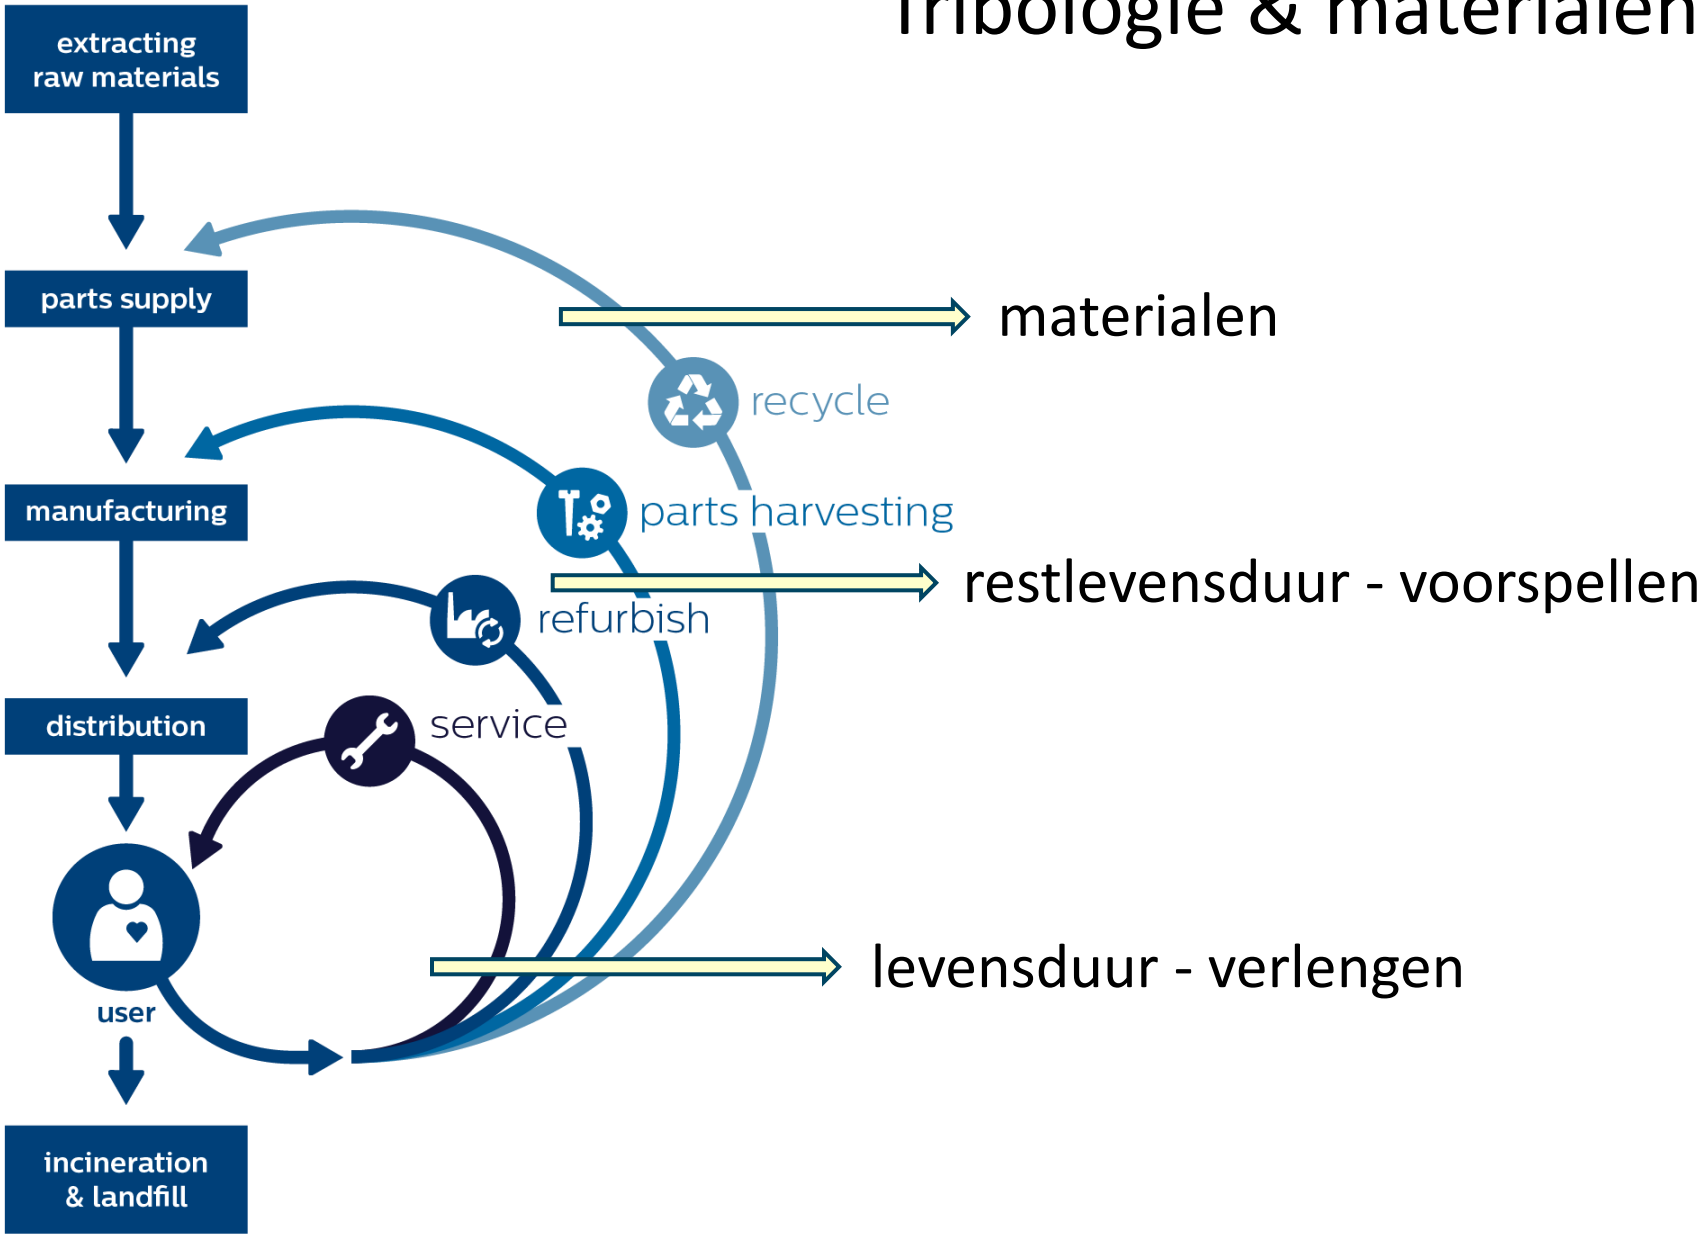 Tribologie & materialen
extracting
raw materials
parts supply
materialen
recycle
manufacturing
parts harvesting
restlevensduur - voorspellen
refurbish
distribution
service
levensduur - verlengen
user
incineration
& landfill